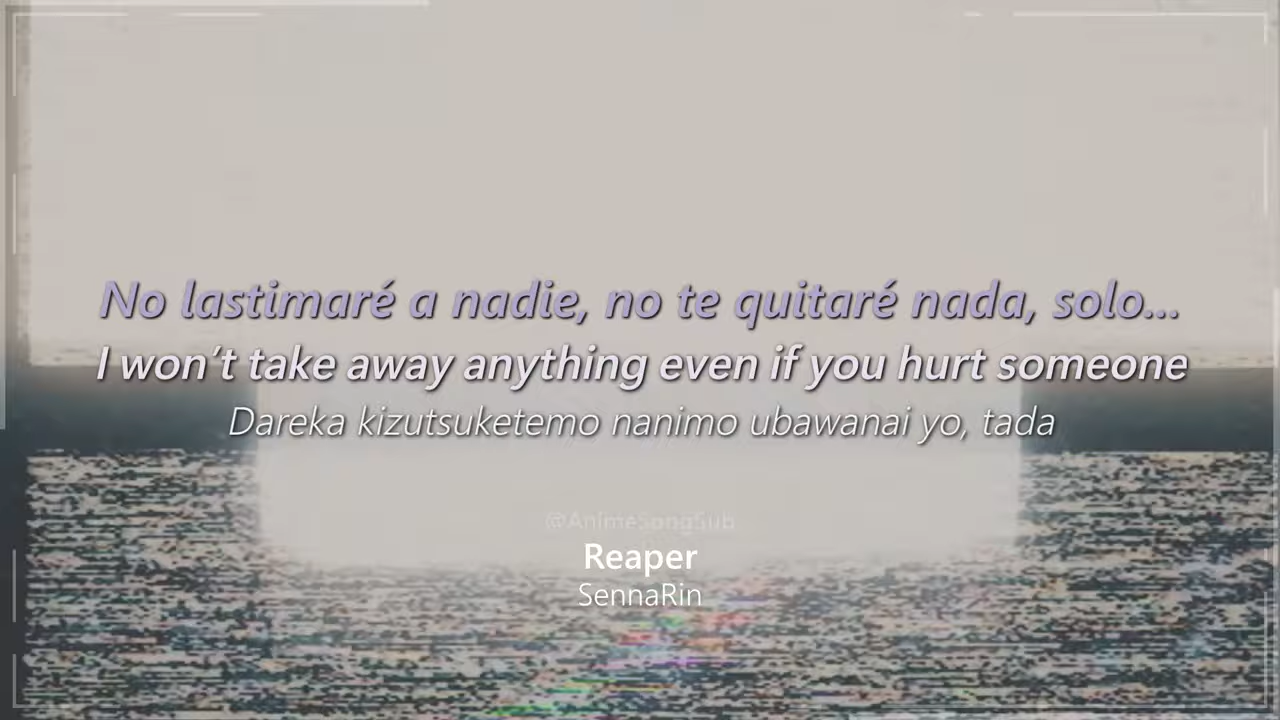 No lastimaré a nadie, no te quitaré nada, solo...
I won't take away anything even if you hurt someone
Dareka kizutsuketemo nanimo ubawanai yo, tada
@AnimeSongSub
Reaper
SennaRin